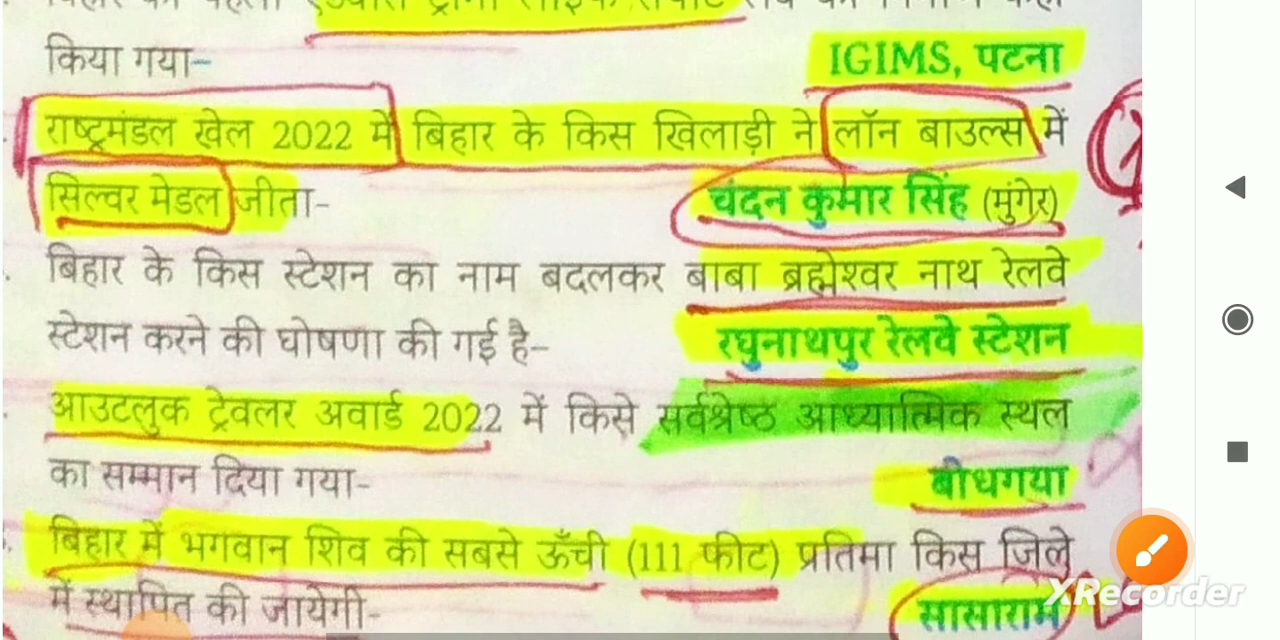 किया गया– IGIMS, पटना
राष्ट्रमंडल खेल 2022 में बिहार के किस खिलाड़ी ने लॉन बाउल्स में
सिल्वर मेडल जीता– चंदन कुमार सिंह (मुंगेर)
बिहार के किस स्टेशन का नाम बदलकर बाबा ब्रह्मेश्वर नाथ रेलवे
स्टेशन करने की घोषणा की गई है– रघुनाथपुर रेलवे स्टेशन
आउटलुक ट्रेवलर अवार्ड 2022 में किसे सर्वश्रेष्ठ आध्यात्मिक स्थल
का सम्मान दिया गया– बोधगया
बिहार में भगवान शिव की सबसे ऊँची (111 फीट) प्रतिमा किस जिले
में स्थापित की जायेगी– सासाराम
XRecorder